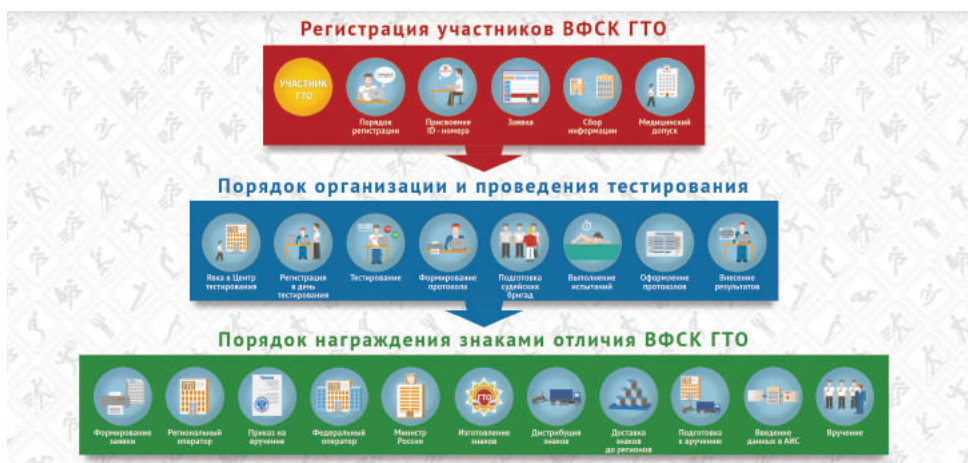 Регистрация участников ВФСК ГТО
УЧАСТНИК
ГТО
Порядок
регистрации
Присвоение
ID - номера
Заявка
Сбор
информации
Медицинский
допуск
Порядок организации и проведения тестирования
Явка в Центр
тестирования
Регистрация
в день
тестирования
Тестирование
Формирование
протокола
Подготовка
судейских
бригад
Выполнение
испытаний
Оформление
протоколов
Внесение
результатов
Порядок награждения знаками отличия ВФСК ГТО
Формирование
заявки
Региональный
оператор
Приказ на
вручение
Федеральный
оператор
Министр
России
ГТО
Изготовление
знаков
Дистрибуция
знаков
Доставка
знаков
до регионов
Подготовка
к вручению
Введение
данных в АИС
Вручение